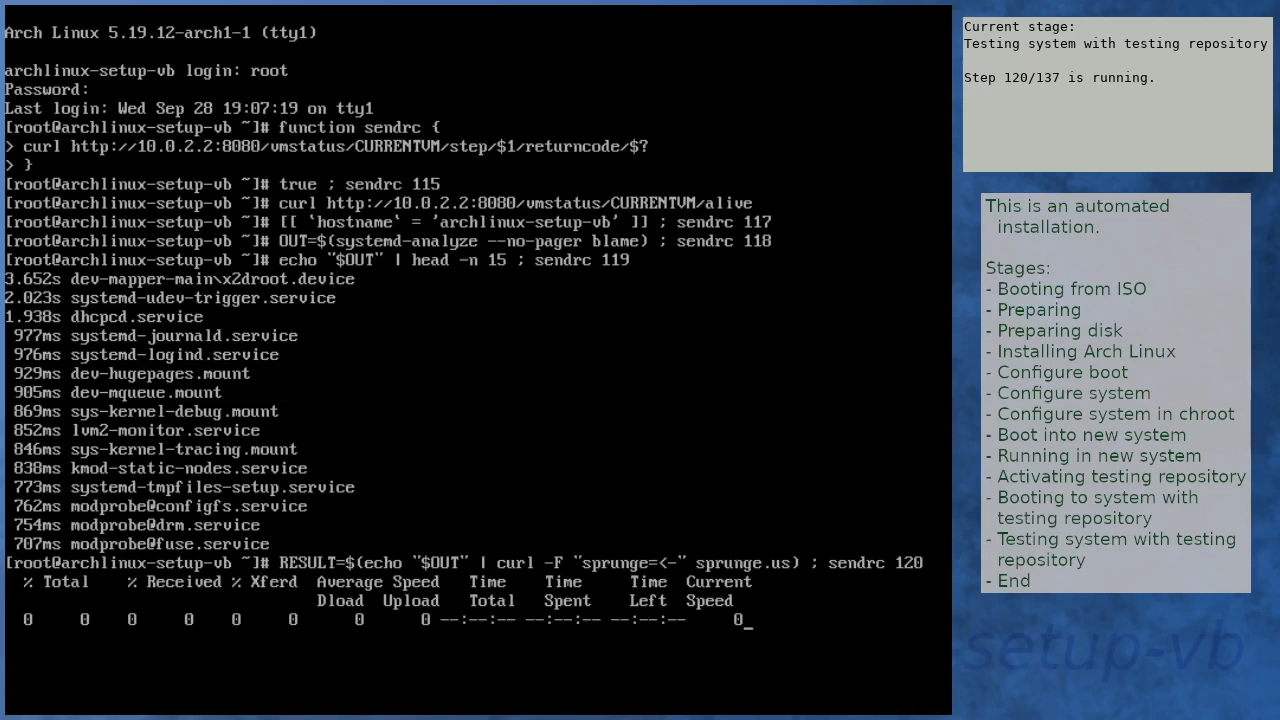 Arch Linux 5.19.12-arch1-1 (tty1)
archlinux-setup-vb login: root
Password:
Last login: Wed Sep 28 19:07:19 on tty1
[root@archlinux-setup-vb ~]# function sendrc {
> curl http://10.0.2.2:8080/vmstatus/CURRENTVM/step/$1/returncode/$?
> }
[root@archlinux-setup-vb ~]# true ; sendrc 115
[root@archlinux-setup-vb ~]# curl http://10.0.2.2:8080/vmstatus/CURRENTVM/alive
[root@archlinux-setup-vb ~]# [[ `hostname` = 'archlinux-setup-vb' ]] ; sendrc 117
[root@archlinux-setup-vb ~]# OUT=$(systemd-analyze --no-pager blame) ; sendrc 118
[root@archlinux-setup-vb ~]# echo "$OUT" | head -n 15 ; sendrc 119
3.652s dev-mapper-main\x2droot.device
2.023s systemd-udev-trigger.service
1.938s dhcpcd.service
977ms systemd-journald.service
976ms systemd-logind.service
929ms dev-hugepages.mount
905ms dev-mqueue.mount
869ms sys-kernel-debug.mount
852ms lvm2-monitor.service
846ms sys-kernel-tracing.mount
838ms kmod-static-nodes.service
773ms systemd-tmpfiles-setup.service
762ms modprobe@configfs.service
754ms modprobe@drm.service
707ms modprobe@fuse.service
[root@archlinux-setup-vb ~]# RESULT=$(echo "$OUT" | curl -F "sprunge=<-" sprunge.us) ; sendrc 120
% Total % Received % Xferd Average Speed Time Time Time Current
Dload Upload Total Spent Left Speed
0 0 0 0 0 0 0 0 --:--:-- --:--:-- --:--:-- 0_
Current stage:
Testing system with testing repository
Step 120/137 is running.
This is an automated
installation.
Stages:
- Booting from ISO
- Preparing
- Preparing disk
- Installing Arch Linux
- Configure boot
- Configure system
- Configure system in chroot
- Boot into new system
- Running in new system
- Activating testing repository
- Booting to system with
testing repository
- Testing system with testing
repository
- End
setup-vb